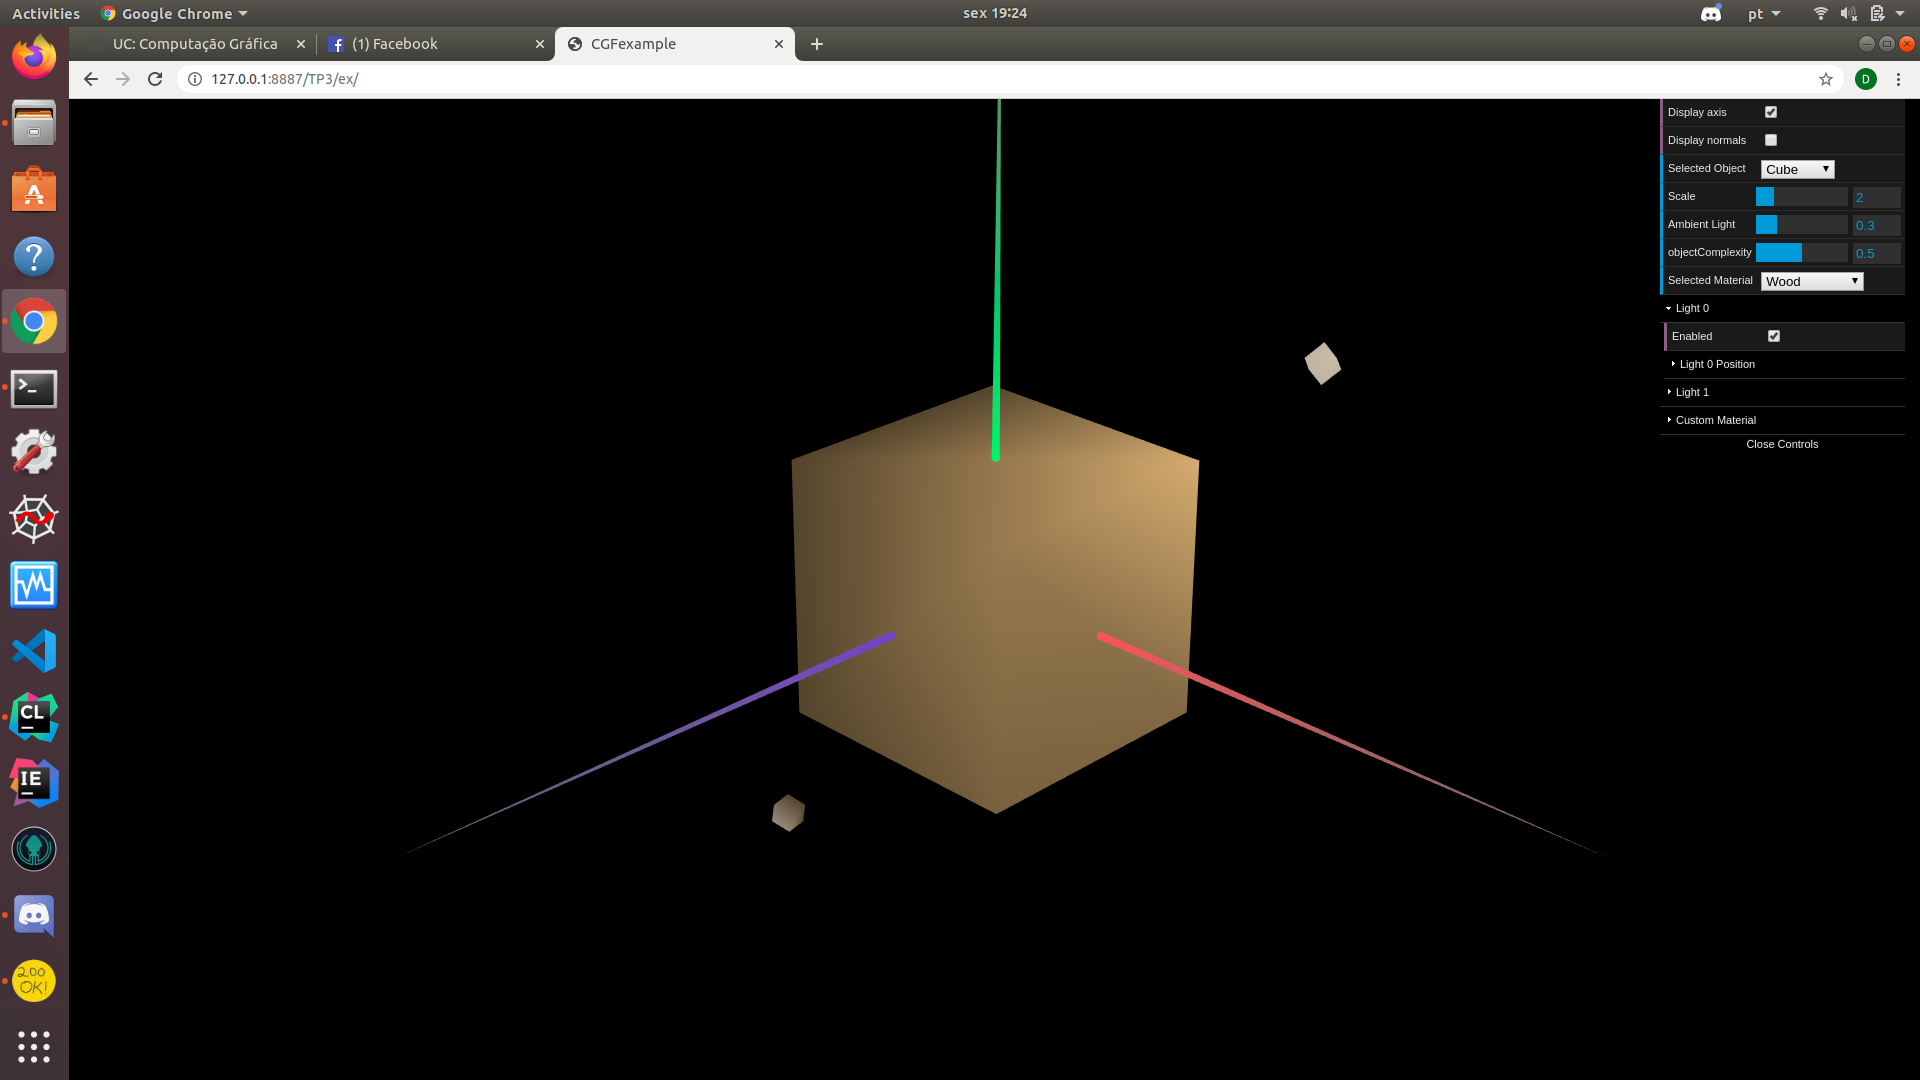 Activities Google Chrome sex 19:24 pt
UC: Computação Gráfica (1) Facebook CGFexample
127.0.0.1:8887/TP3/ex/ D
Display axis
Display normals
Selected Object Cube
Scale 2
Ambient Light 0.3
objectComplexity 0.5
Selected Material Wood
Light 0
Enabled
Light 0 Position
Light 1
Custom Material
Close Controls
CL
IE
200
OK!